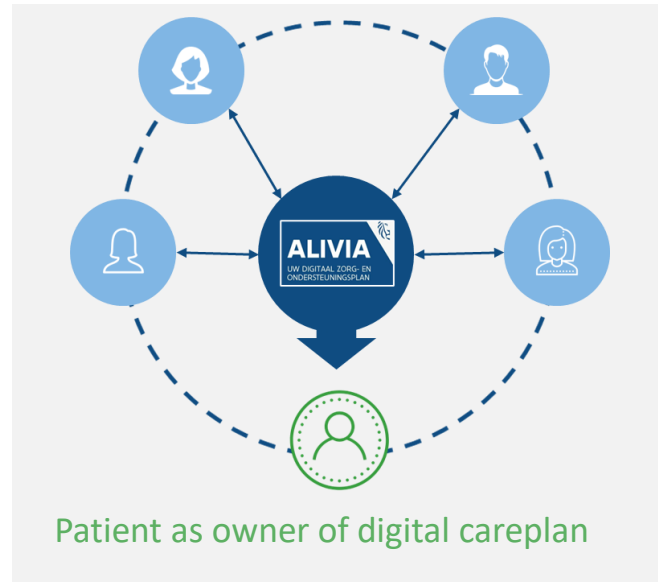 ALIVIA
UW DIGITAAL ZORG- EN
ONDERSTEUNINGSPLAN
Patient as owner of digital careplan